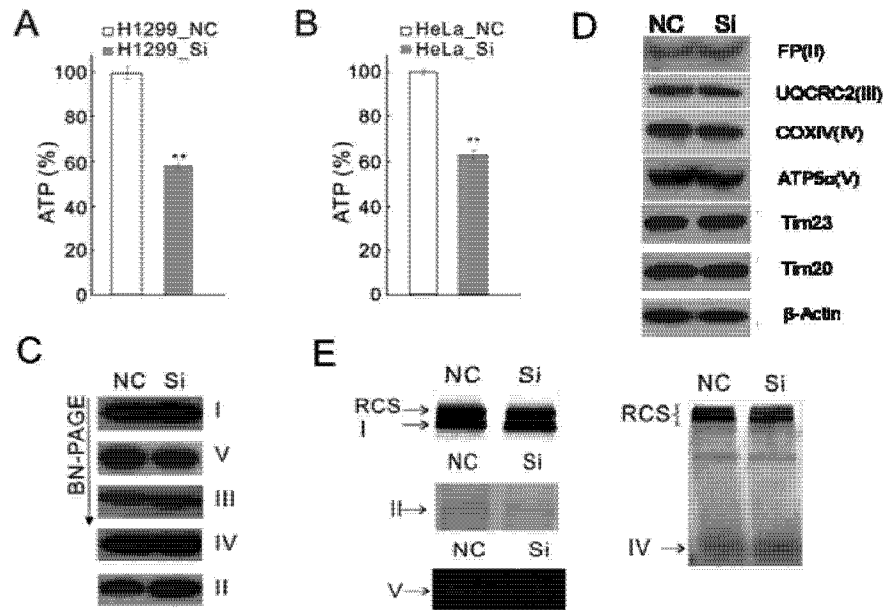 A
H1299_NC
H1299_Si
ATP (%)
100
80
60
40
20
0
**
B
HeLa_NC
HeLa_Si
ATP (%)
100
80
60
40
20
0
**
D
NC Si
FP(II)
UQCRC2(III)
COXIV(IV)
ATP5α(V)
Tim23
Tim20
β-Actin
C
NC Si
BN-PAGE
I
V
III
IV
II
E
NC Si
RCS
I
NC Si
II
NC Si
V
NC Si
RCS
IV